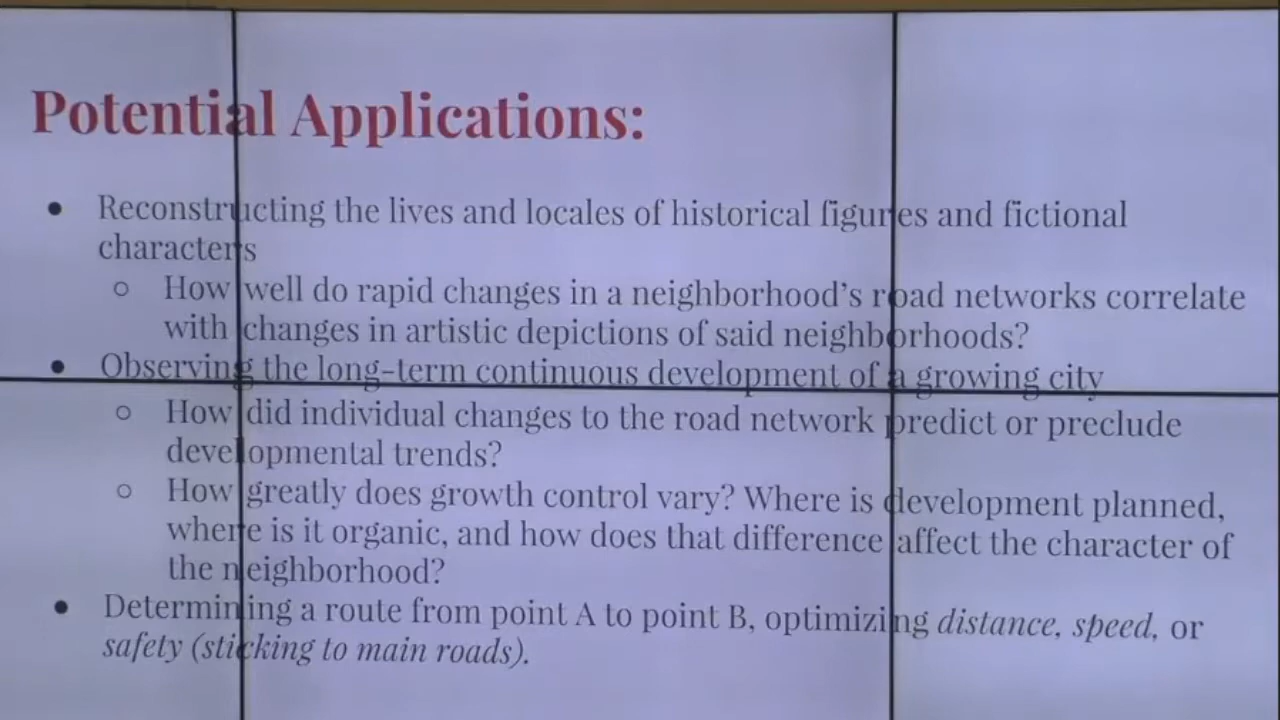 Potential Applications:
● Reconstructing the lives and locales of historical figures and fictional
characters
○ How well do rapid changes in a neighborhood's road networks correlate
with changes in artistic depictions of said neighborhoods?
● Observing the long-term continuous development of a growing city
○ How did individual changes to the road network predict or preclude
developmental trends?
○ How greatly does growth control vary? Where is development planned,
where is it organic, and how does that difference affect the character of
the neighborhood?
● Determining a route from point A to point B, optimizing distance, speed, or
safety (sticking to main roads).